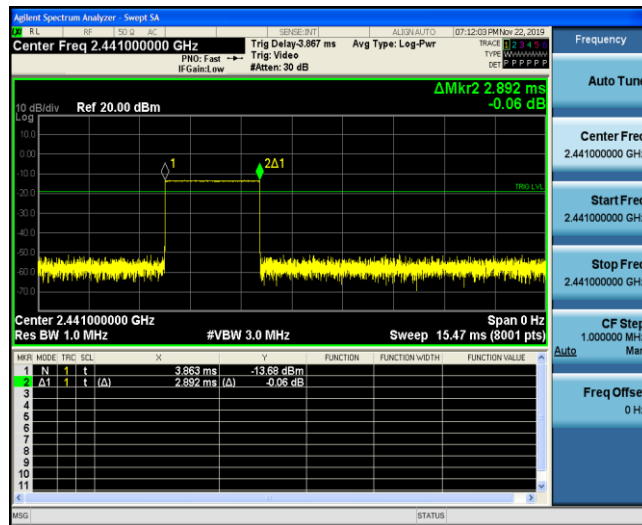 Agilent Spectrum Analyzer - Swept SA
RL RF 50 Ω AC SENSE:INT ALIGN AUTO 07:12:03 PM Nov 22, 2019
Center Freq 2.441000000 GHz Trig Delay-3.867 ms Avg Type: Log-Pwr TRACE 1 2 3 4 5 6
PNO: Fast Trig: Video TYPE WWWWWW
IFGain:Low #Atten: 30 dB DET P P P P P P
ΔMkr2 2.892 ms
-0.06 dB
10 dB/div Ref 20.00 dBm
Log
10.0
0.00
-10.0
-20.0
-30.0
-40.0
-50.0
-60.0
-70.0
1
2Δ1
TRIG LVL
Center 2.441000000 GHz Span 0 Hz
Res BW 1.0 MHz #VBW 3.0 MHz Sweep 15.47 ms (8001 pts)
MKR MODE TRC SCL X Y FUNCTION FUNCTION WIDTH FUNCTION VALUE
1 N 1 t 3.863 ms -13.68 dBm
2 Δ1 1 t (Δ) 2.892 ms (Δ) -0.06 dB
3
4
5
6
7
8
9
10
11
MSG STATUS
Frequency
Auto Tune
Center Freq
2.441000000 GHz
Start Freq
2.441000000 GHz
Stop Freq
2.441000000 GHz
CF Step
1.000000 MHz
Auto Man
Freq Offset
0 Hz